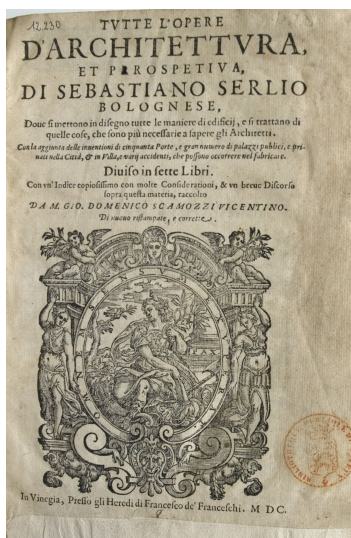 12.230
TVTTE L'OPERE
D'ARCHITETTVRA,
ET PROSPETIVA,
DI SEBASTIANO SERLIO
BOLOGNESE,
Doue si mettono in disegno tutte le maniere di edificij, e si trattano di
quelle cose, che sono più necessarie a sapere gli Architetti.
Con la aggiunta delle inuentioni di cinquanta Porte, e gran numero di palazzi publici, e pri-
uati nella Città, & in Villa, e varij accidenti, che possono occorrere nel fabricare.
Diuiso in sette Libri.
Con vn'Indice copiosissimo con molte Considerationi, & vn breue Discorso
sopra questa materia, raccolto
DA M. GIO. DOMENICO SCAMOZZI VICENTINO.
Di nuouo ristampate, e corrette.
PAX
In Vinegia, Presso gli Heredi di Francesco de' Franceschi. M DC.